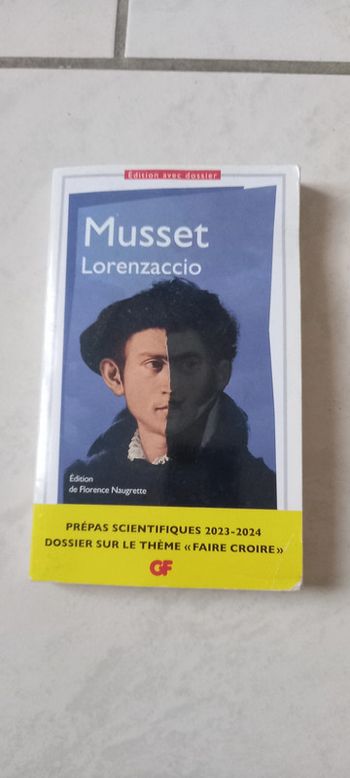 Édition avec dossier
Musset
Lorenzaccio
Édition
de Florence Naugrette
PRÉPAS SCIENTIFIQUES 2023-2024
DOSSIER SUR LE THÈME « FAIRE CROIRE »
GF